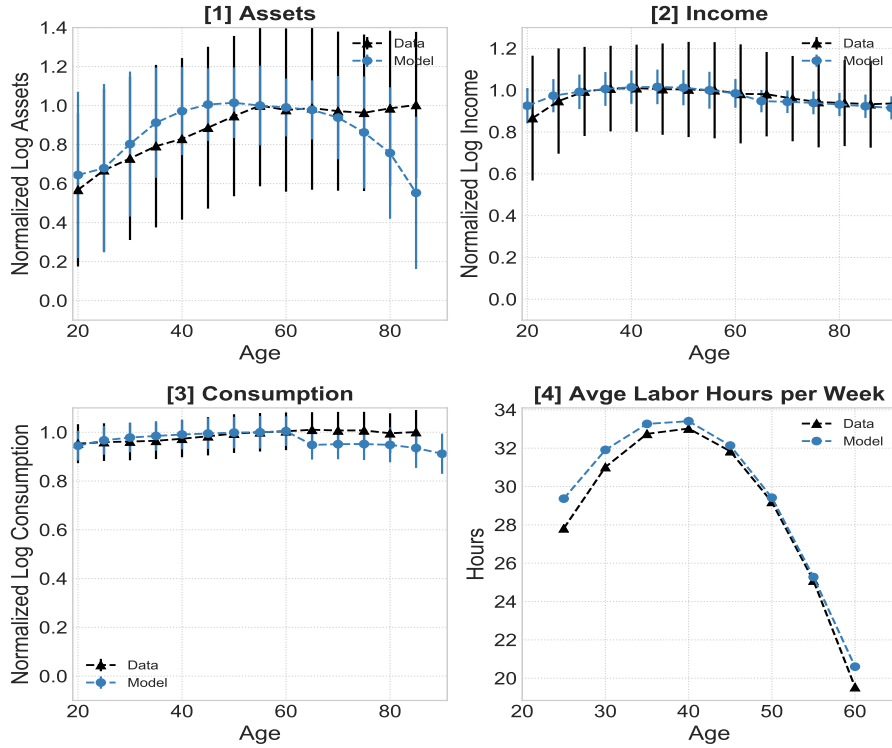 [1] Assets
1.4
1.2
1.0
0.8
0.6
0.4
0.2
0.0
Normalized Log Assets
20
40
60
80
Age
Data
Model
[2] Income
1.2
1.0
0.8
0.6
0.4
0.2
0.0
Normalized Log Income
20
40
60
80
Age
Data
Model
[3] Consumption
1.0
0.8
0.6
0.4
0.2
0.0
Normalized Log Consumption
20
40
60
80
Age
Data
Model
[4] Avge Labor Hours per Week
34
32
30
28
26
24
22
20
Hours
20
30
40
50
60
Age
Data
Model